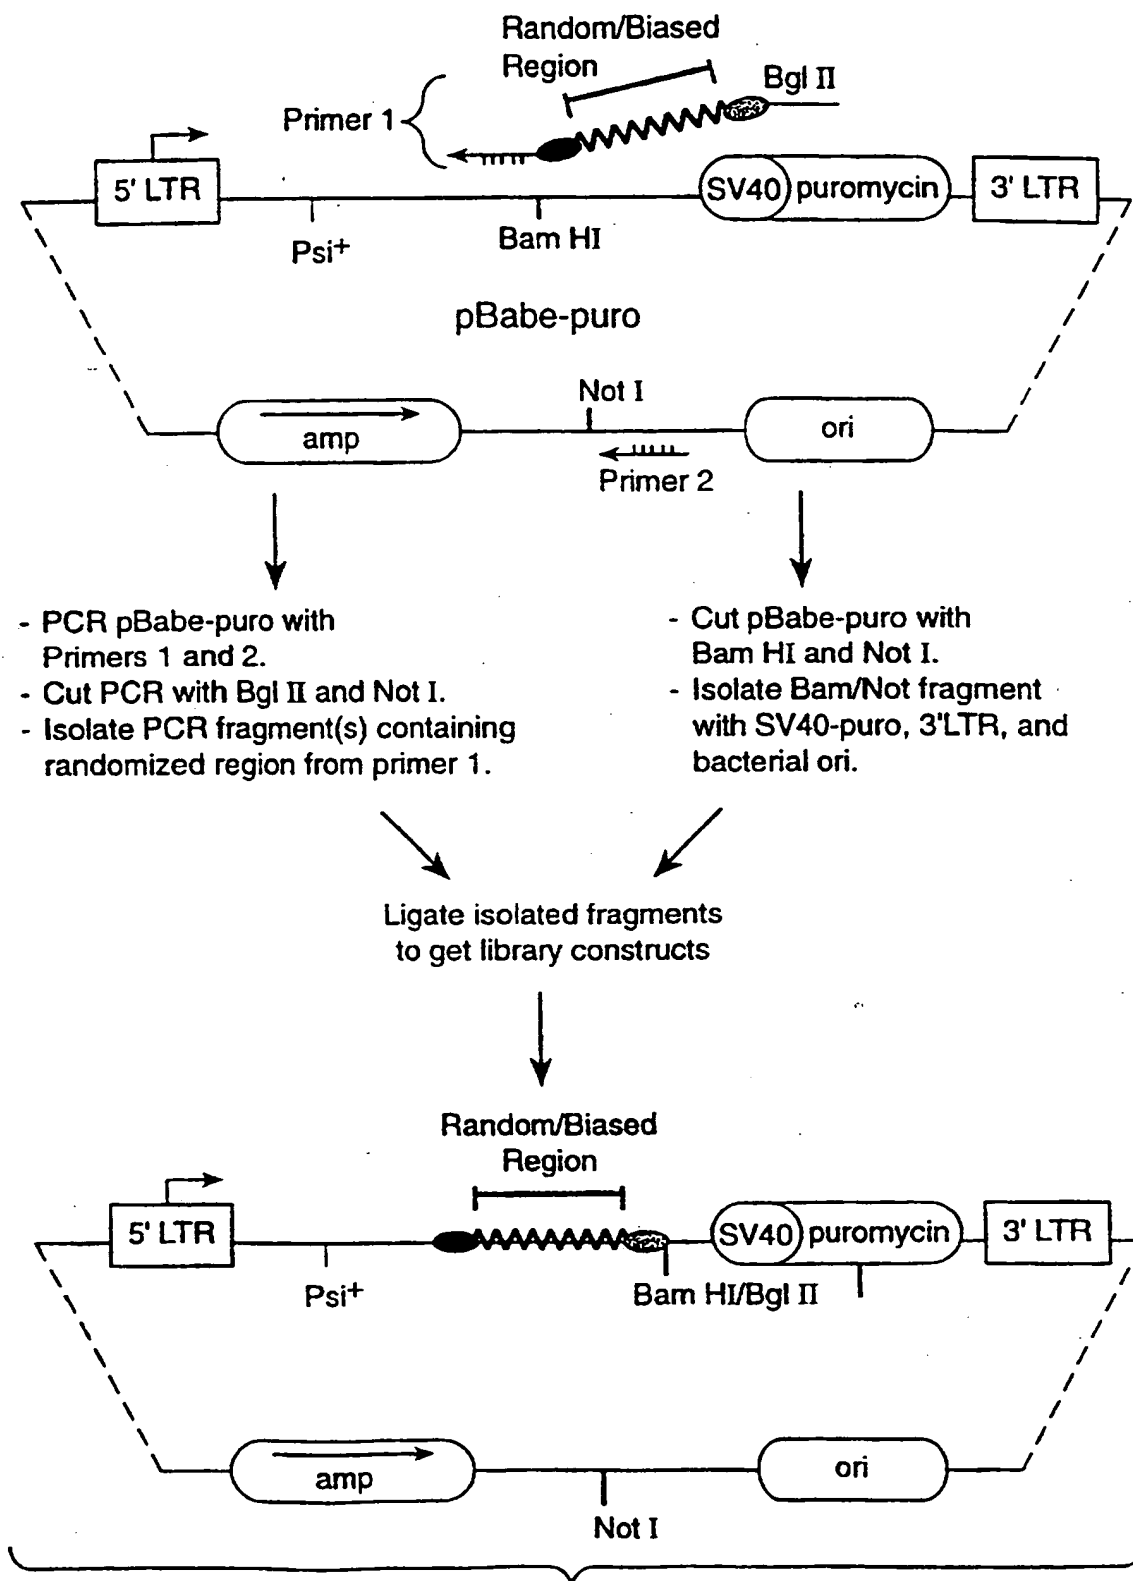 Random/Biased
Region
Bgl II
Primer 1
5' LTR
SV40
puromycin
3' LTR
Psi+
Bam HI
pBabe-puro
Not I
amp
ori
Primer 2
- PCR pBabe-puro with
Primers 1 and 2.
- Cut PCR with Bgl II and Not I.
- Isolate PCR fragment(s) containing
randomized region from primer 1.
- Cut pBabe-puro with
Bam HI and Not I.
- Isolate Bam/Not fragment
with SV40-puro, 3'LTR, and
bacterial ori.
Ligate isolated fragments
to get library constructs
Random/Biased
Region
5' LTR
SV40
puromycin
3' LTR
Psi+
Bam HI/Bgl II
amp
ori
Not I